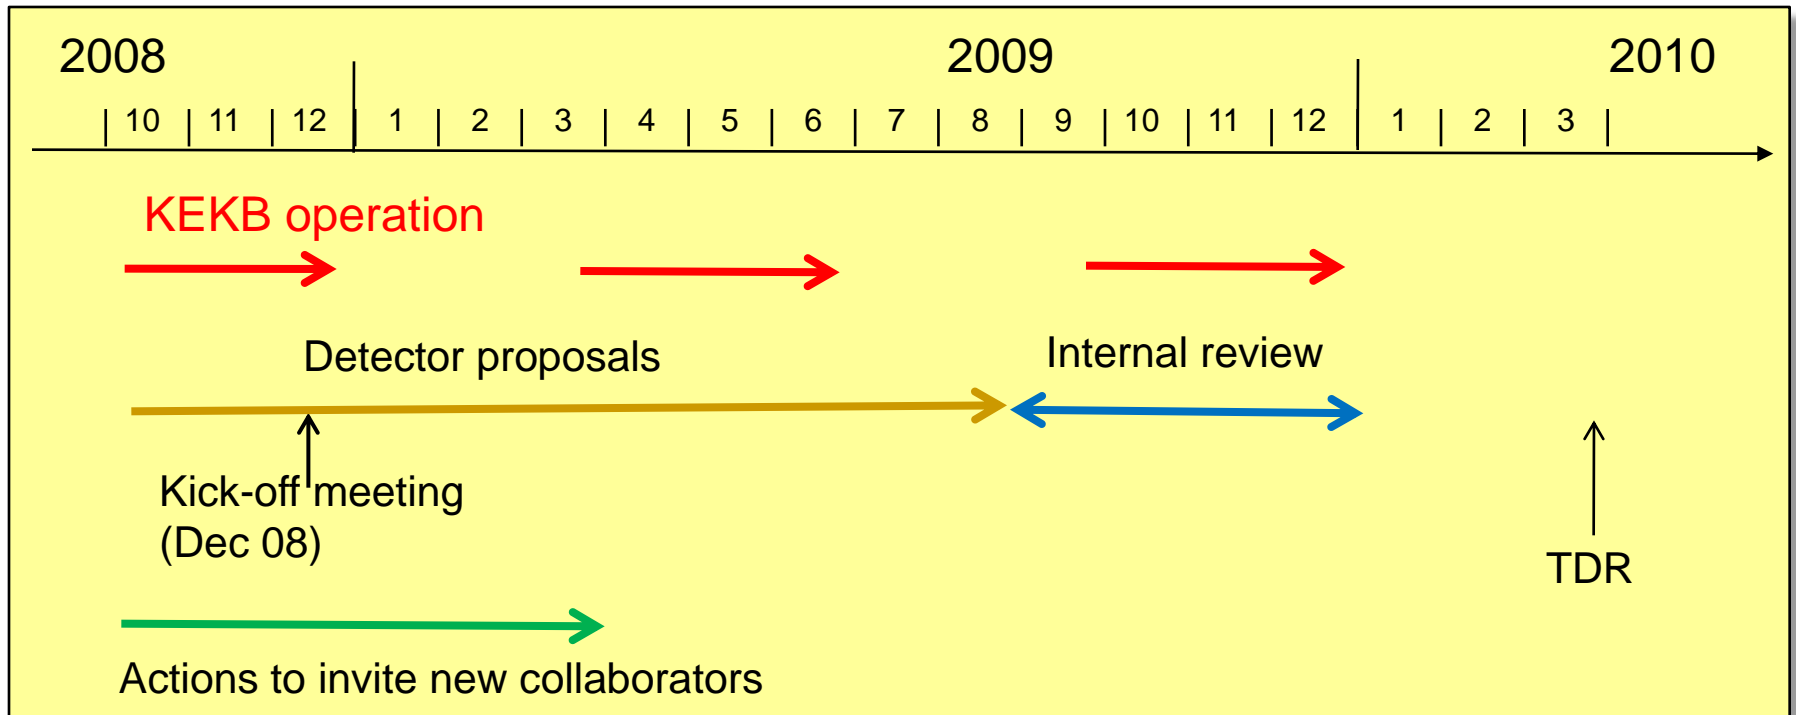 2008 2009 2010
| 10 | 11 | 12 | 1 | 2 | 3 | 4 | 5 | 6 | 7 | 8 | 9 | 10 | 11 | 12 | 1 | 2 | 3 |
KEKB operation
Detector proposals Internal review
Kick-off meeting
(Dec 08)
TDR
Actions to invite new collaborators